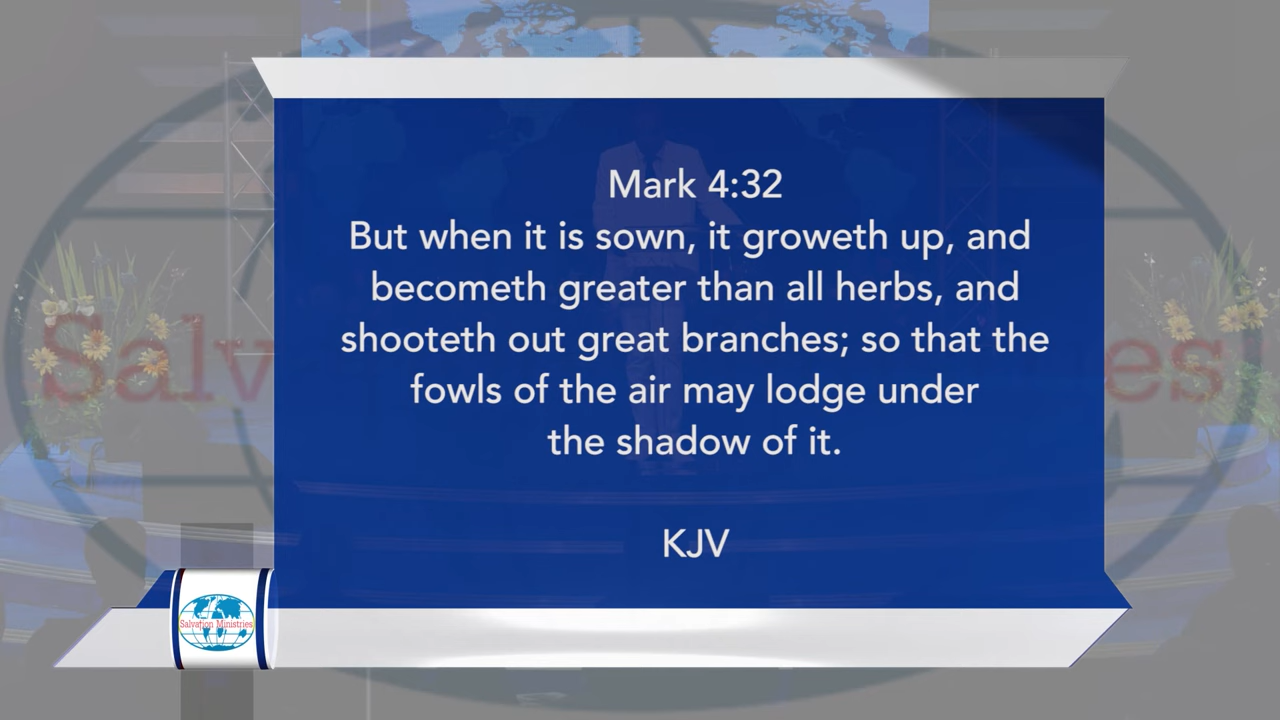 Mark 4:32
But when it is sown, it groweth up, and
becometh greater than all herbs, and
shooteth out great branches; so that the
fowls of the air may lodge under
the shadow of it.
KJV
Salv es
Salvation Ministries